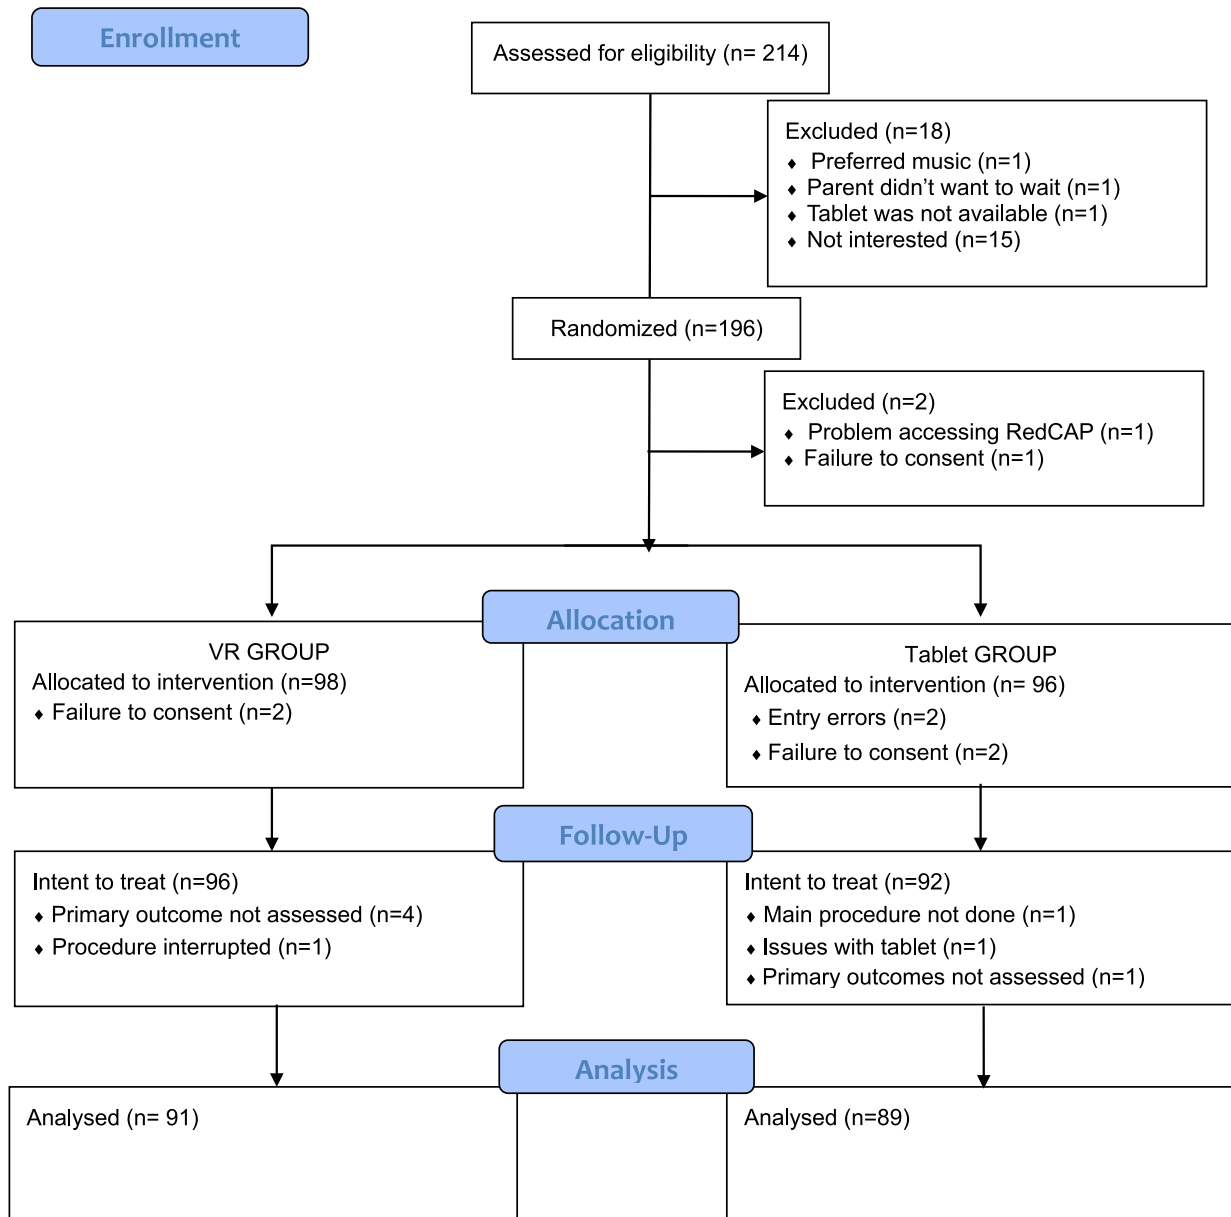 Enrollment
Assessed for eligibility (n= 214)
Excluded (n=18)
♦ Preferred music (n=1)
♦ Parent didn’t want to wait (n=1)
♦ Tablet was not available (n=1)
♦ Not interested (n=15)
Randomized (n=196)
Excluded (n=2)
♦ Problem accessing RedCAP (n=1)
♦ Failure to consent (n=1)
Allocation
VR GROUP
Allocated to intervention (n=98)
♦ Failure to consent (n=2)
Tablet GROUP
Allocated to intervention (n= 96)
♦ Entry errors (n=2)
♦ Failure to consent (n=2)
Follow-Up
Intent to treat (n=96)
♦ Primary outcome not assessed (n=4)
♦ Procedure interrupted (n=1)
Intent to treat (n=92)
♦ Main procedure not done (n=1)
♦ Issues with tablet (n=1)
♦ Primary outcomes not assessed (n=1)
Analysis
Analysed (n= 91)
Analysed (n=89)